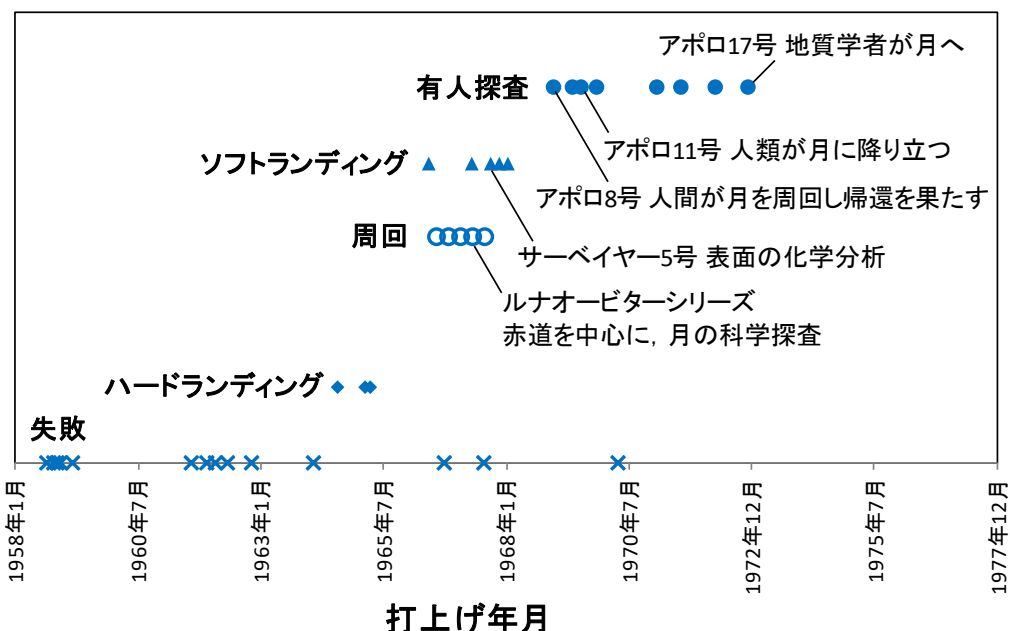 アポロ17号 地質学者が月へ
有人探査
アポロ11号 人類が月に降り立つ
ソフトランディング
アポロ8号 人間が月を周回し帰還を果たす
周回
サーベイヤー5号 表面の化学分析
ルナオービターシリーズ
赤道を中心に，月の科学探査
ハードランディング
失敗
1958年1月
1960年7月
1963年1月
1965年7月
1968年1月
1970年7月
1972年12月
1975年7月
1977年12月
打上げ年月